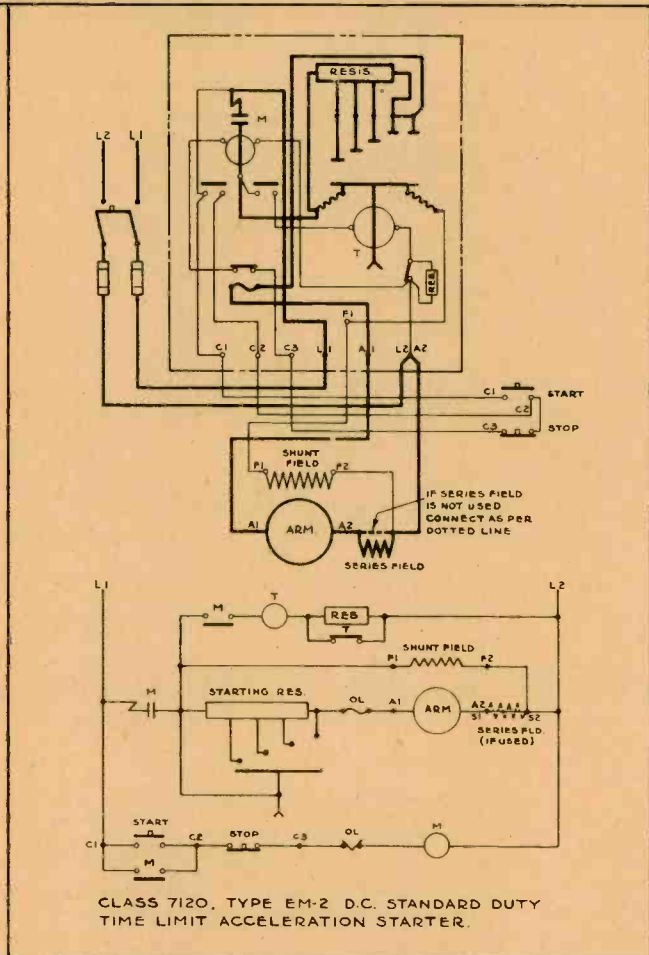 RESIS.
M
L2 L1
T
RES
F1
C1 C2 C3 L1 A1 L2 A2
C1 START
C2
C3 STOP
SHUNT
FIELD
F1 F2
IF SERIES FIELD
IS NOT USED
CONNECT AS PER
DOTTED LINE
A1 ARM. A2
SERIES FIELD
L1 L2
M T RES
T
SHUNT FIELD
F1 F2
M STARTING RES. OL A1 ARM. A2
S1 S2
SERIES FLD.
(IF USED)
START
C1 C2 STOP C3 OL M
M
CLASS 7120, TYPE EM-2 D.C. STANDARD DUTY
TIME LIMIT ACCELERATION STARTER.